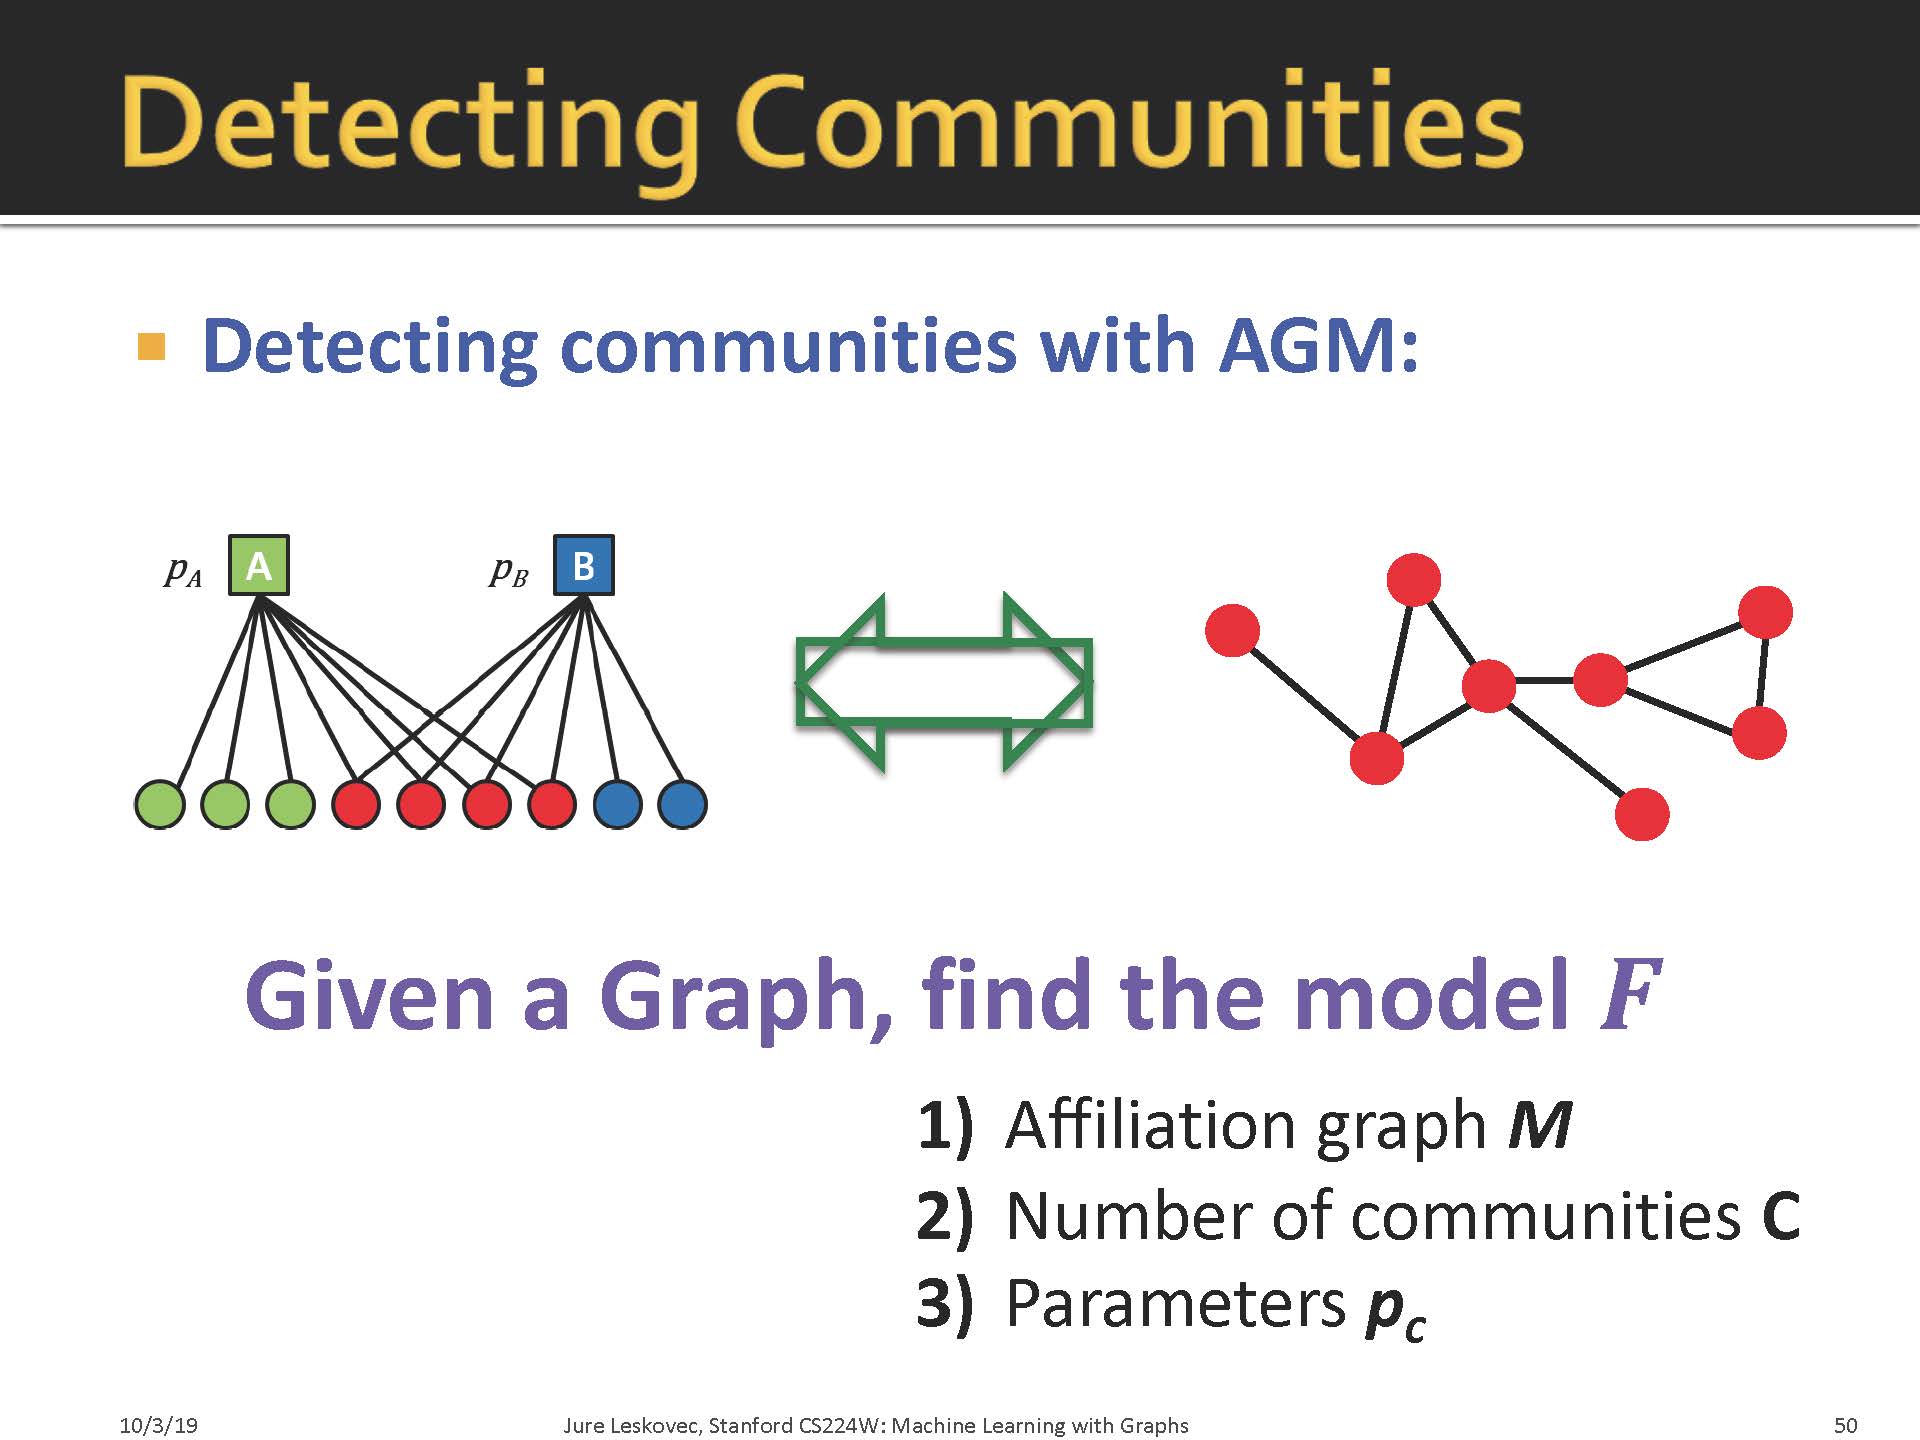 Detecting Communities
Detecting communities with AGM:
p_A A p_B B
Given a Graph, find the model F
1) Affiliation graph M
2) Number of communities C
3) Parameters p_c
10/3/19 Jure Leskovec, Stanford CS224W: Machine Learning with Graphs 50